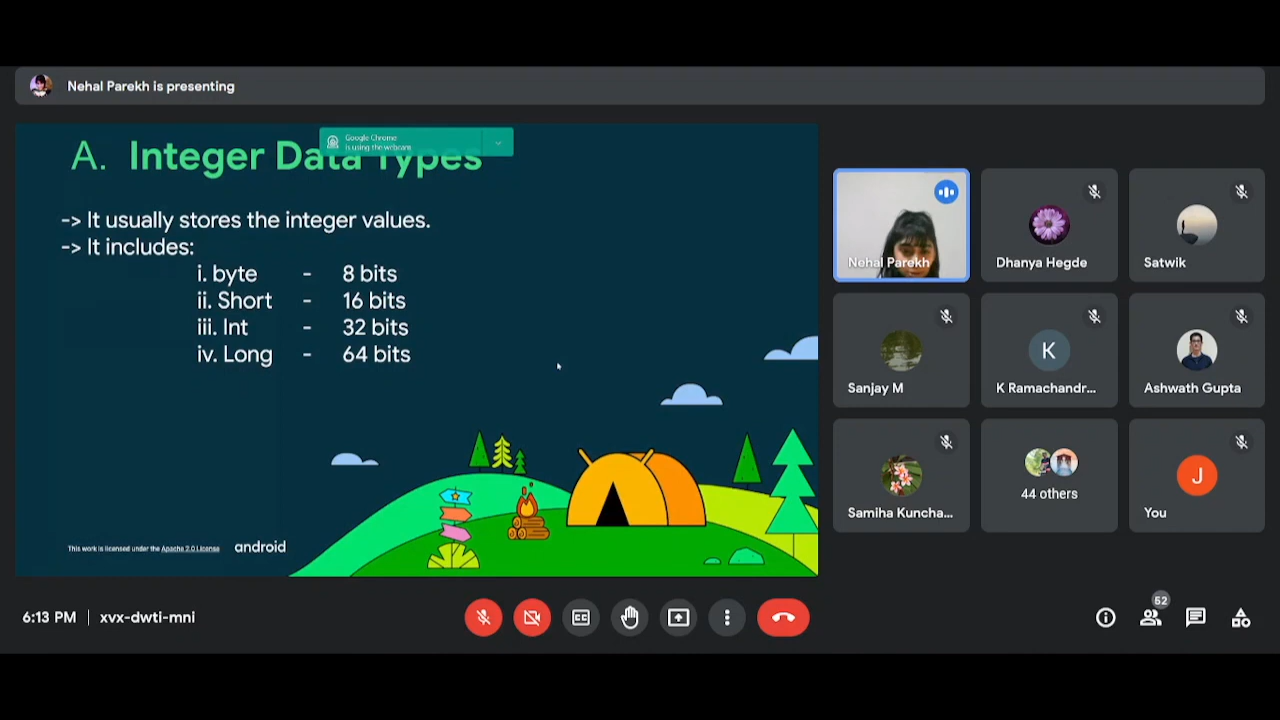 Nehal Parekh is presenting
Google Chrome
is using the webcam
A. Integer Data Types
-> It usually stores the integer values.
-> It includes:
i. byte - 8 bits
ii. Short - 16 bits
iii. Int - 32 bits
iv. Long - 64 bits
This work is licensed under the Apache 2.0 License
android
Nehal Parekh
Dhanya Hegde
Satwik
Sanjay M
K
K Ramachandr...
Ashwath Gupta
Samiha Kuncha...
44 others
J
You
6:13 PM | xvx-dwti-mni
CC
52